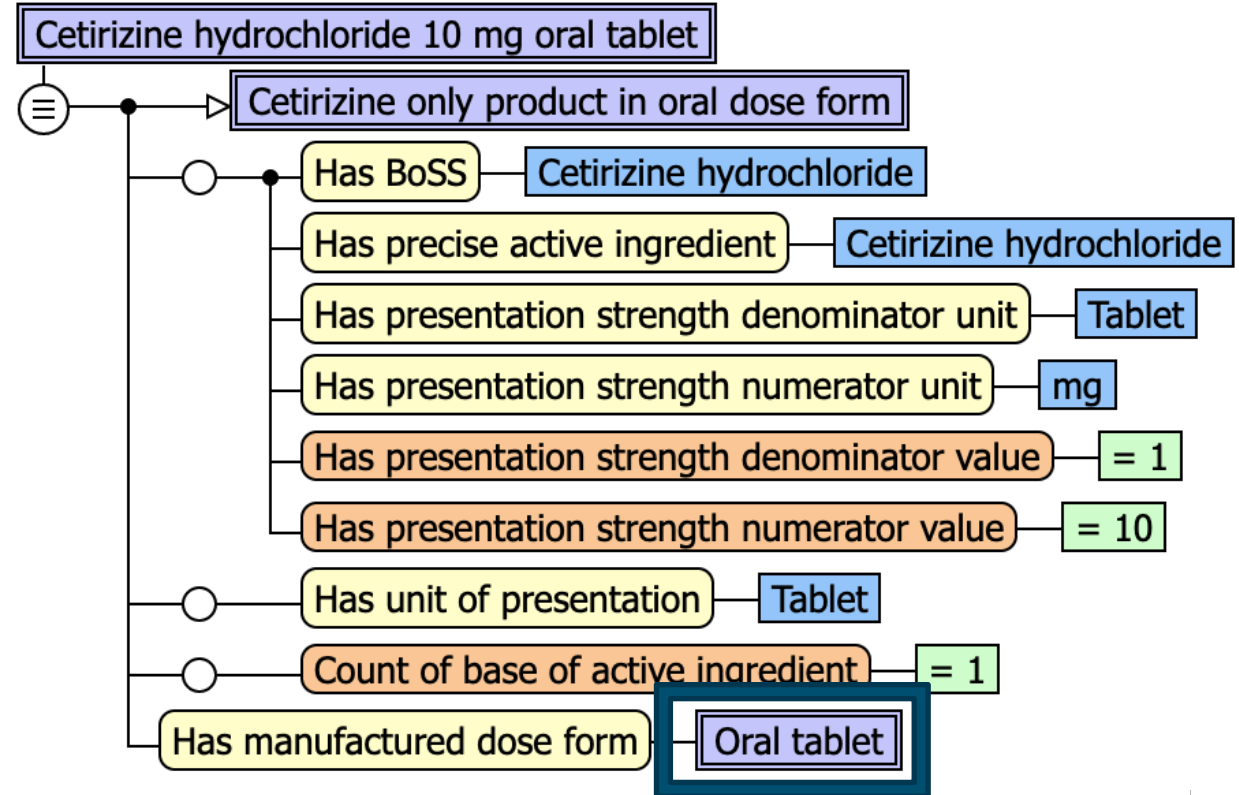 Cetirizine hydrochloride 10 mg oral tablet
Cetirizine only product in oral dose form
Has BoSS Cetirizine hydrochloride
Has precise active ingredient Cetirizine hydrochloride
Has presentation strength denominator unit Tablet
Has presentation strength numerator unit mg
Has presentation strength denominator value = 1
Has presentation strength numerator value = 10
Has unit of presentation Tablet
Count of base of active ingredient = 1
Has manufactured dose form Oral tablet